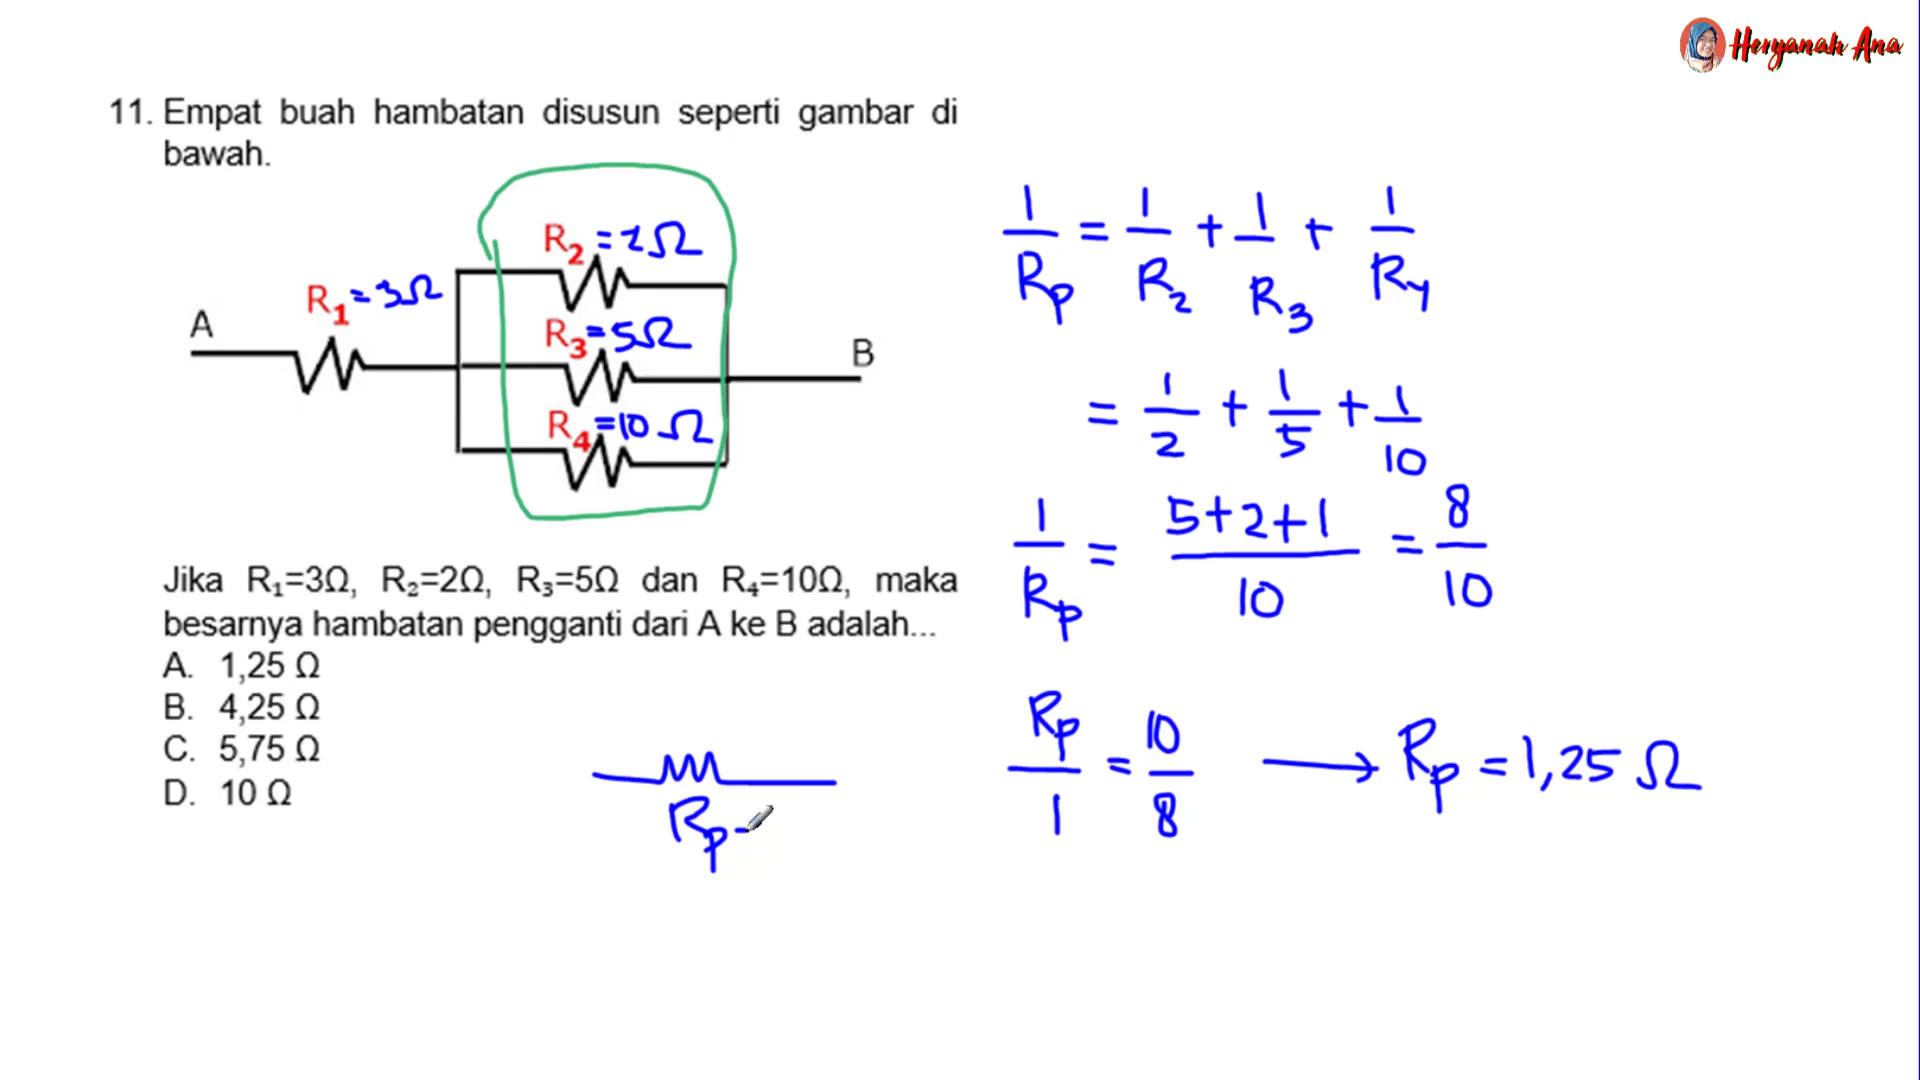 Heryanah Ana
11. Empat buah hambatan disusun seperti gambar di
bawah.
R₂ =2Ω
R₁ =3Ω
A
R₃ =5Ω
B
R₄ =10Ω
Jika R₁=3Ω, R₂=2Ω, R₃=5Ω dan R₄=10Ω, maka
besarnya hambatan pengganti dari A ke B adalah...
A. 1,25 Ω
B. 4,25 Ω
C. 5,75 Ω
D. 10 Ω
Rp -
1/Rp = 1/R₂ + 1/R₃ + 1/R₄
= 1/2 + 1/5 + 1/10
1/Rp = 5+2+1/10 = 8/10
Rp/1 = 10/8 → Rp = 1,25 Ω